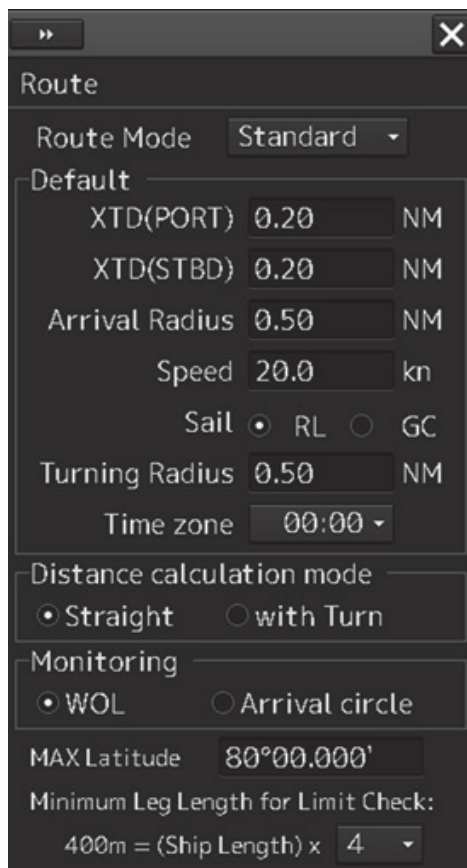 Route
Route Mode Standard
Default
XTD(PORT) 0.20 NM
XTD(STBD) 0.20 NM
Arrival Radius 0.50 NM
Speed 20.0 kn
Sail RL GC
Turning Radius 0.50 NM
Time zone 00:00
Distance calculation mode
Straight with Turn
Monitoring
WOL Arrival circle
MAX Latitude 80°00.000'
Minimum Leg Length for Limit Check:
400m = (Ship Length) x 4